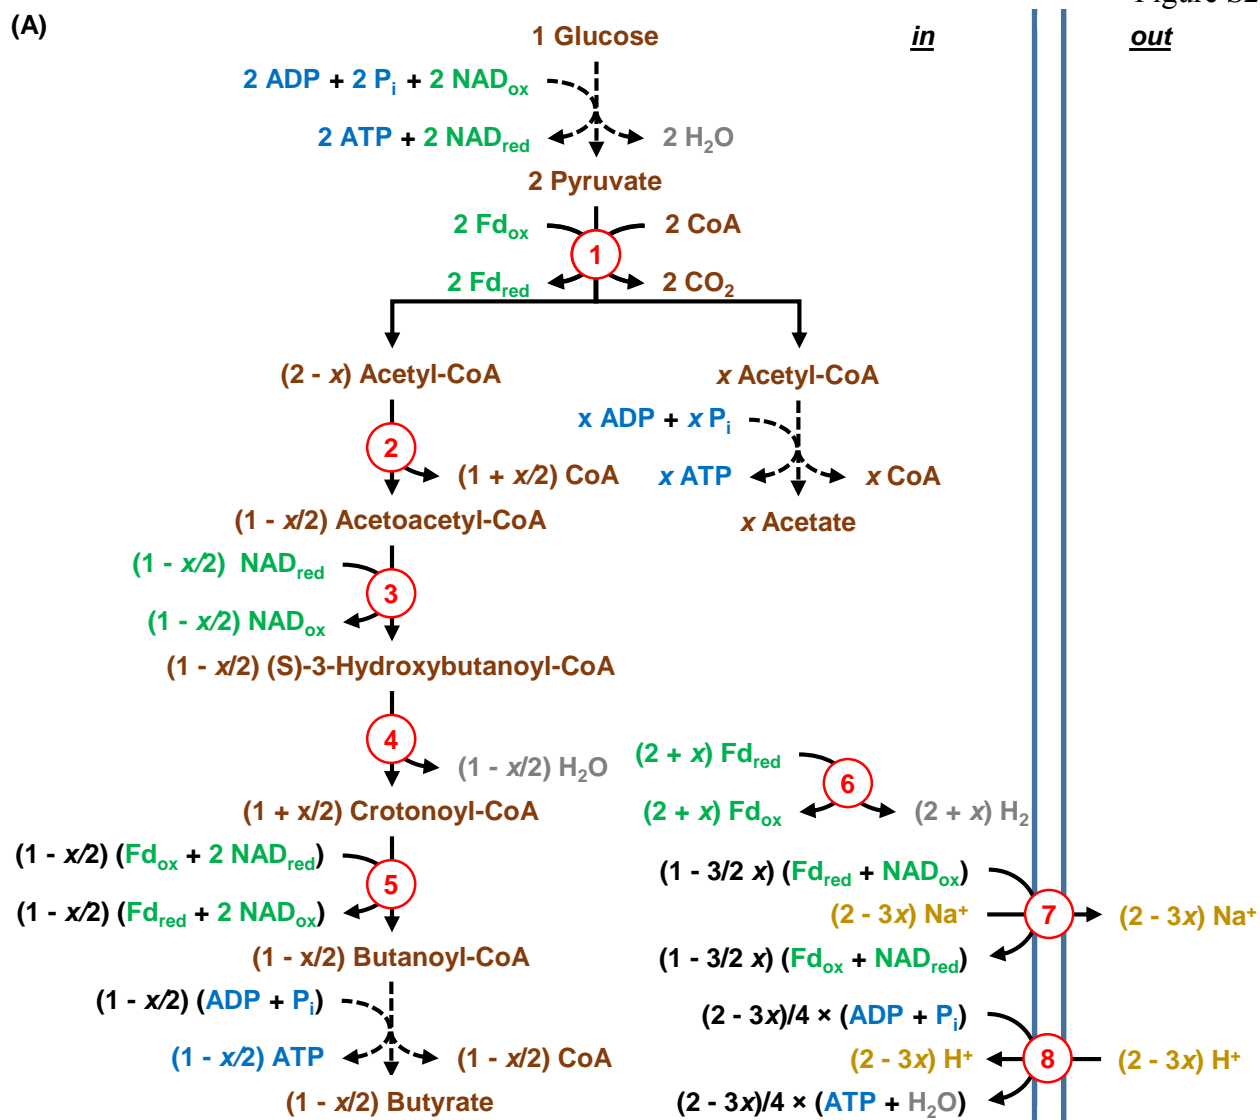 Figure S2
(A)
in
out
1 Glucose
2 ADP + 2 Pi + 2 NADox
2 ATP + 2 NADred
2 H2O
2 Pyruvate
2 Fdox
2 CoA
1
2 Fdred
2 CO2
(2 - x) Acetyl-CoA
x Acetyl-CoA
x ADP + x Pi
2
(1 + x/2) CoA
x ATP
x CoA
(1 - x/2) Acetoacetyl-CoA
x Acetate
(1 - x/2) NADred
3
(1 - x/2) NADox
(1 - x/2) (S)-3-Hydroxybutanoyl-CoA
4
(1 - x/2) H2O
(1 + x/2) Crotonoyl-CoA
(1 - x/2) (Fdox + 2 NADred)
5
(1 - x/2) (Fdred + 2 NADox)
(1 - x/2) Butanoyl-CoA
(1 - x/2) (ADP + Pi)
(1 - x/2) ATP
(1 - x/2) CoA
(1 - x/2) Butyrate
(2 + x) Fdred
6
(2 + x) Fdox
(2 + x) H2
(1 - 3/2 x) (Fdred + NADox)
(2 - 3x) Na+
7
(2 - 3x) Na+
(1 - 3/2 x) (Fdox + NADred)
(2 - 3x)/4 × (ADP + Pi)
(2 - 3x) H+
8
(2 - 3x) H+
(2 - 3x)/4 × (ATP + H2O)